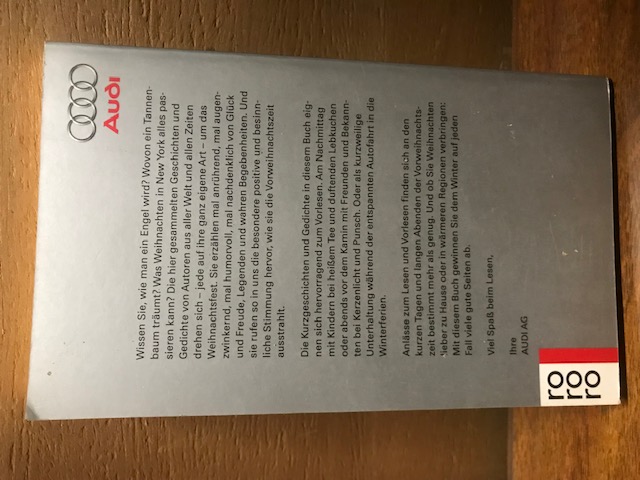 Audi
Wissen Sie, wie man ein Engel wird? Wovon ein Tannen-
baum träumt? Was Weihnachten in New York alles pas-
sieren kann? Die hier gesammelten Geschichten und
Gedichte von Autoren aus aller Welt und allen Zeiten
drehen sich – jede auf ihre ganz eigene Art – um das
Weihnachtsfest. Sie erzählen mal anrührend, mal augen-
zwinkernd, mal humorvoll, mal nachdenklich von Glück
und Freude, Legenden und wahren Begebenheiten. Und
sie rufen so in uns die besondere positive und besinn-
liche Stimmung hervor, wie sie die Vorweihnachtszeit
ausstrahlt.
Die Kurzgeschichten und Gedichte in diesem Buch eig-
nen sich hervorragend zum Vorlesen. Am Nachmittag
mit Kindern bei heißem Tee und duftenden Lebkuchen
oder abends vor dem Kamin mit Freunden und Bekann-
ten bei Kerzenlicht und Punsch. Oder als kurzweilige
Unterhaltung während der entspannten Autofahrt in die
Winterferien.
Anlässe zum Lesen und Vorlesen finden sich an den
kurzen Tagen und langen Abenden der Vorweihnachts-
zeit bestimmt mehr als genug. Und ob Sie Weihnachten
lieber zu Hause oder in wärmeren Regionen verbringen:
Mit diesem Buch gewinnen Sie dem Winter auf jeden
Fall viele gute Seiten ab.
Viel Spaß beim Lesen,
Ihre
AUDI AG
ro
ro
ro